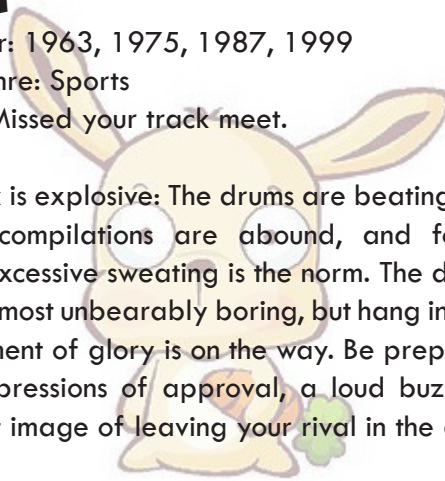 r: 1963, 1975, 1987, 1999
nre: Sports
Missed your track meet.
k is explosive: The drums are beating
compilations are abound, and fo
xcessive sweating is the norm. The d
most unbearably boring, but hang in
ment of glory is on the way. Be prep
pressions of approval, a loud buz
r image of leaving your rival in the